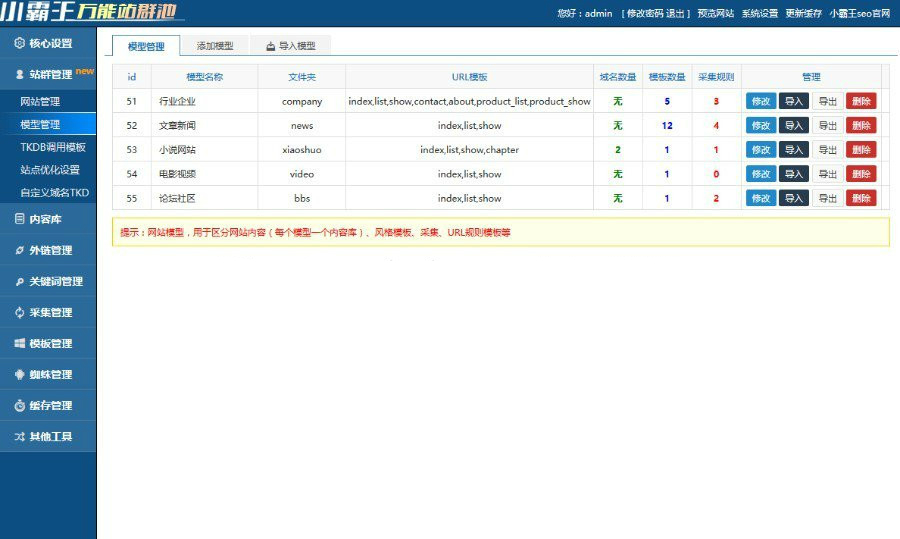 小霸王万能站群池
您好：admin [ 修改密码 退出 ] 预览网站 系统设置 更新缓存 小霸王seo官网
核心设置
站群管理 new
网站管理
模型管理
TKDB调用模板
站点优化设置
自定义域名TKD
内容库
外链管理
关键词管理
采集管理
模板管理
蜘蛛管理
缓存管理
其他工具
模型管理 添加模型 导入模型
id 模型名称 文件夹 URL模板 域名数量 模板数量 采集规则 管理
51 行业企业 company index,list,show,contact,about,product_list,product_show 无 5 3 修改 导入 导出 删除
52 文章新闻 news index,list,show 无 12 4 修改 导入 导出 删除
53 小说网站 xiaoshuo index,list,show,chapter 2 1 1 修改 导入 导出 删除
54 电影视频 video index,list,show 无 1 0 修改 导入 导出 删除
55 论坛社区 bbs index,list,show 无 1 2 修改 导入 导出 删除
提示：网站模型，用于区分网站内容（每个模型一个内容库）、风格模板、采集、URL规则模板等